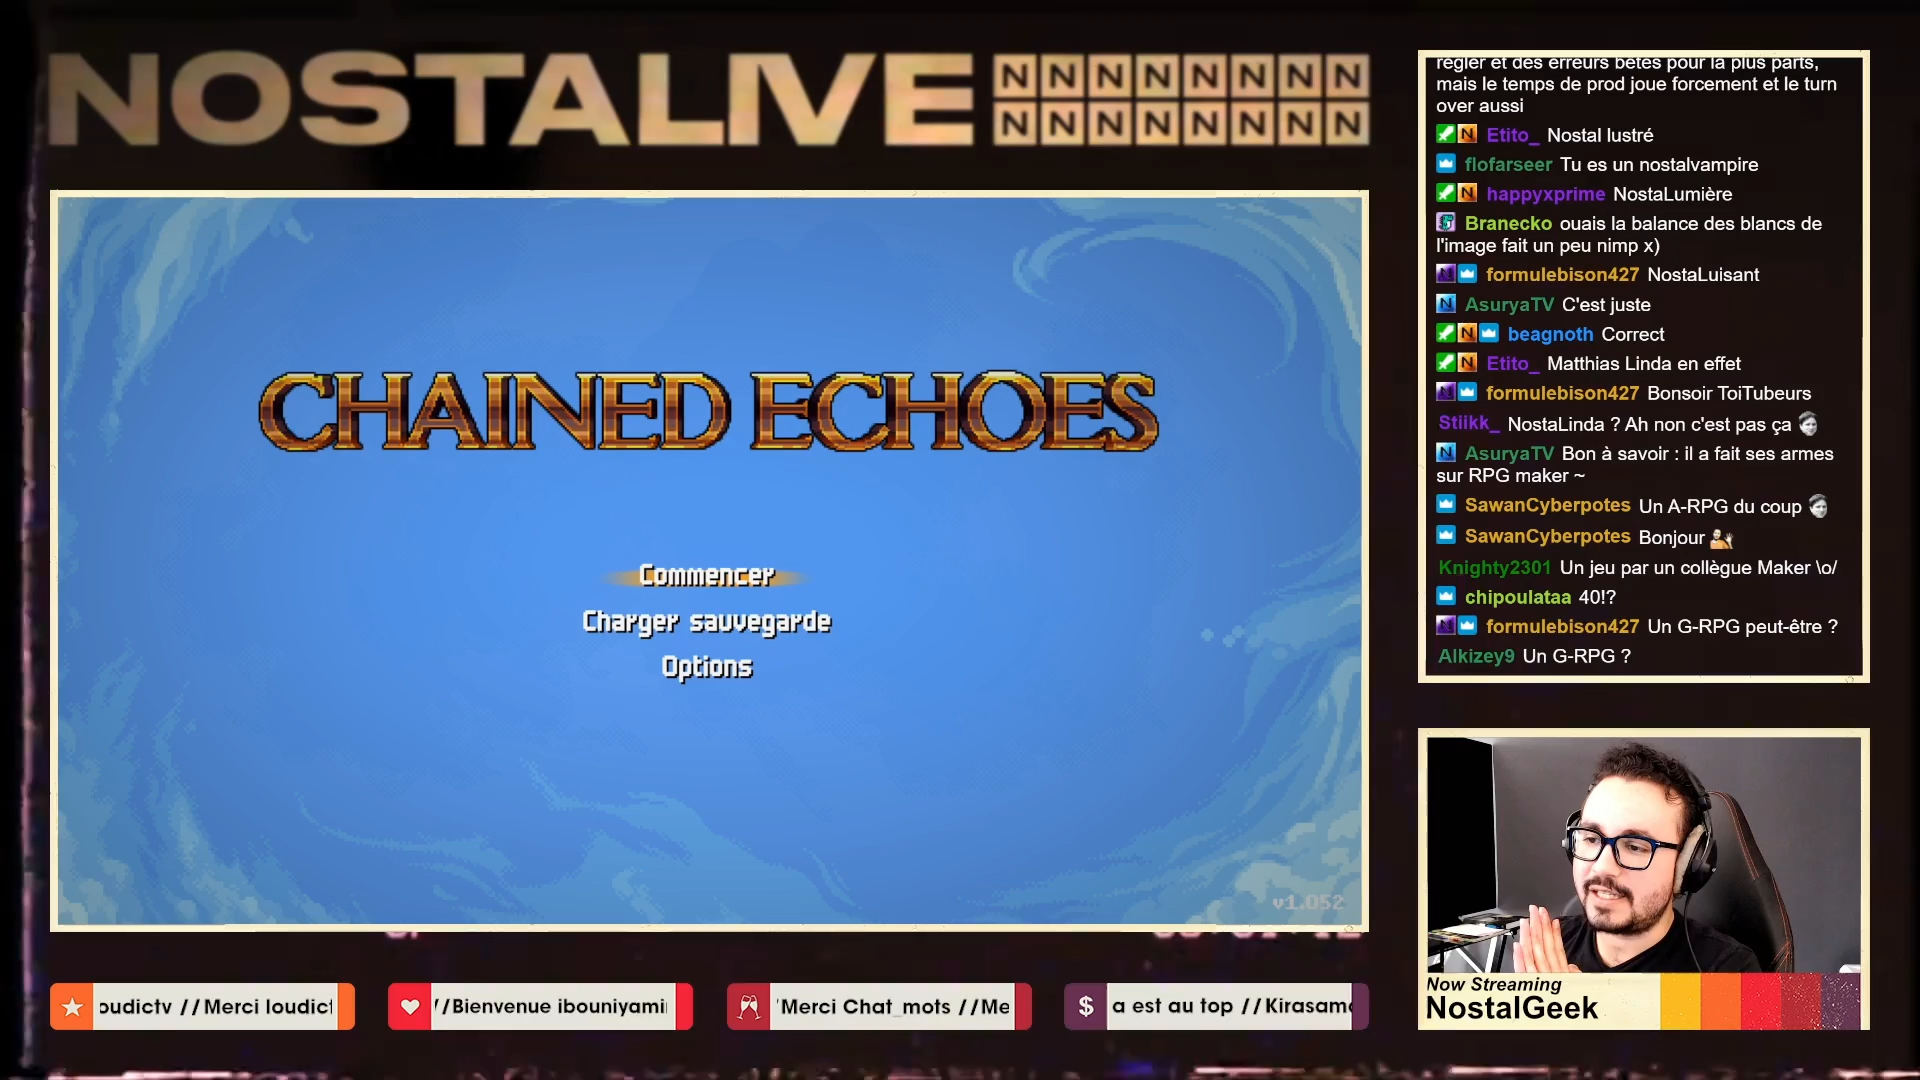 NOSTALIVE
N N N N N N N N
N N N N N N N N
CHAINED ECHOES
Commencer
Charger sauvegarde
Options
v1.052
régler et des erreurs bêtes pour la plus parts,
mais le temps de prod joue forcement et le turn
over aussi
Etito_ Nostal lustré
flofarseer Tu es un nostalvampire
happyxprime NostaLumière
Branecko ouais la balance des blancs de
l'image fait un peu nimp x)
formulebison427 NostaLuisant
AsuryaTV C'est juste
beagnoth Correct
Etito_ Matthias Linda en effet
formulebison427 Bonsoir ToiTubeurs
Stiikk_ NostaLinda ? Ah non c'est pas ça
AsuryaTV Bon à savoir : il a fait ses armes
sur RPG maker ~
SawanCyberpotes Un A-RPG du coup
SawanCyberpotes Bonjour
Knighty2301 Un jeu par un collègue Maker \o/
chipoulataa 40!?
formulebison427 Un G-RPG peut-être ?
Alkizey9 Un G-RPG ?
Now Streaming
NostalGeek
oudictv // Merci loudict
//Bienvenue ibouniyami
'Merci Chat_mots //Me
$ a est au top // Kirasam